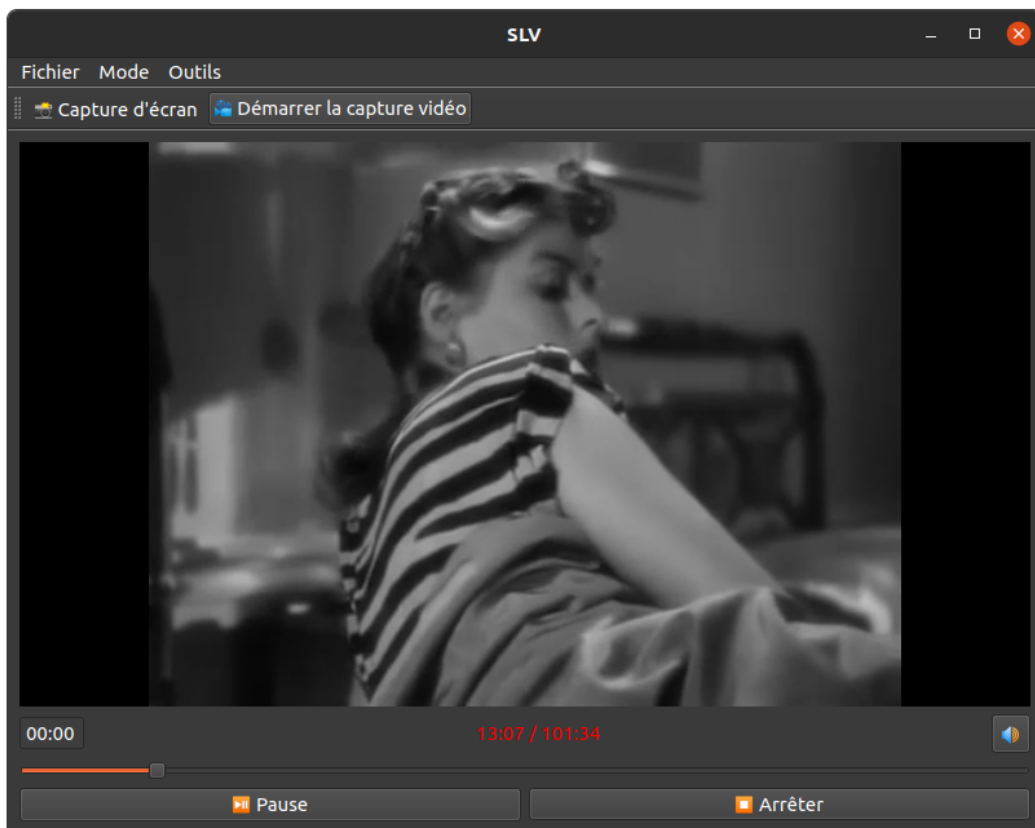 SLV
Fichier Mode Outils
Capture d'écran Démarrer la capture vidéo
00:00 13:07 / 101:34
Pause Arrêter